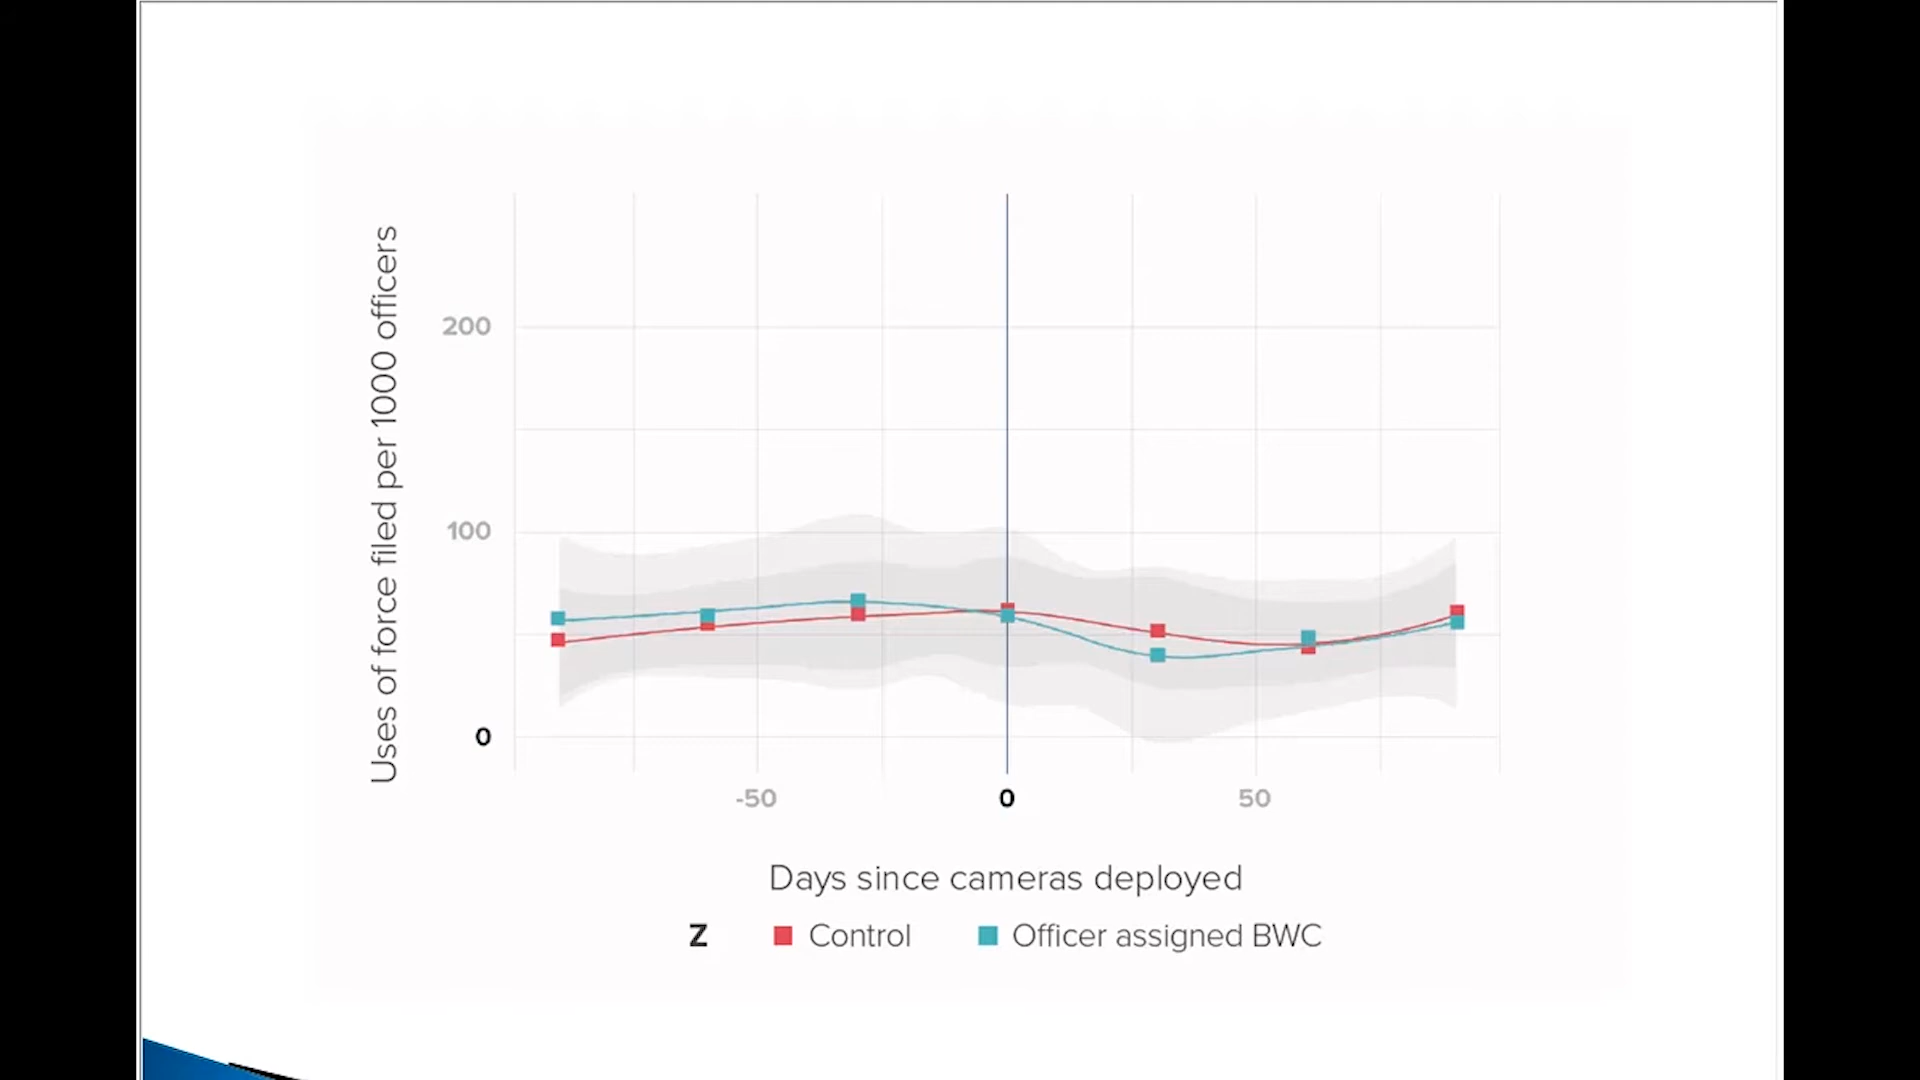 Uses of force filed per 1000 officers
200
100
0
-50 0 50
Days since cameras deployed
Z Control Officer assigned BWC